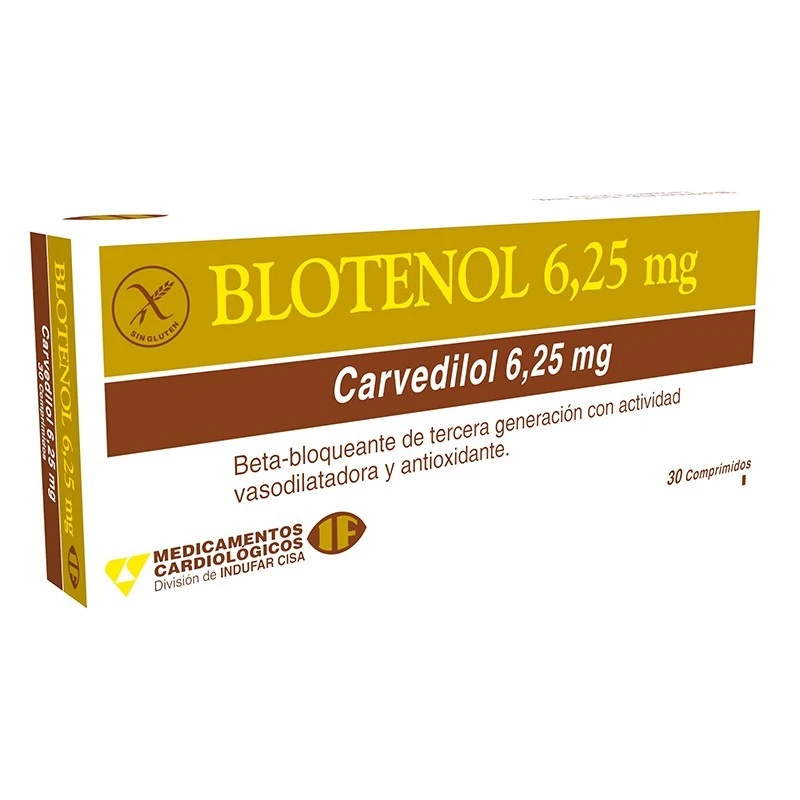 SIN GLUTEN
BLOTENOL 6,25 mg
Carvedilol 6,25 mg
Beta-bloqueante de tercera generación con actividad
vasodilatadora y antioxidante.
30 Comprimidos
MEDICAMENTOS
CARDIOLÓGICOS
División de INDUFAR CISA
IF
BLOTENOL 6,25 mg
Carvedilol 6,25 mg
30 Comprimidos
IF